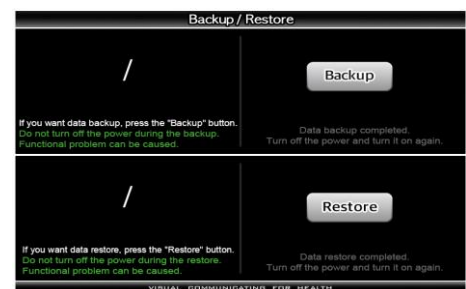 Backup / Restore
/
Backup
If you want data backup, press the "Backup" button.
Do not turn off the power during the backup.
Functional problem can be caused.
Data backup completed.
Turn off the power and turn it on again.
/
Restore
If you want data restore, press the "Restore" button.
Do not turn off the power during the restore.
Functional problem can be caused.
Data restore completed.
Turn off the power and turn it on again.
VISUAL COMMUNICATING FOR HEALTH